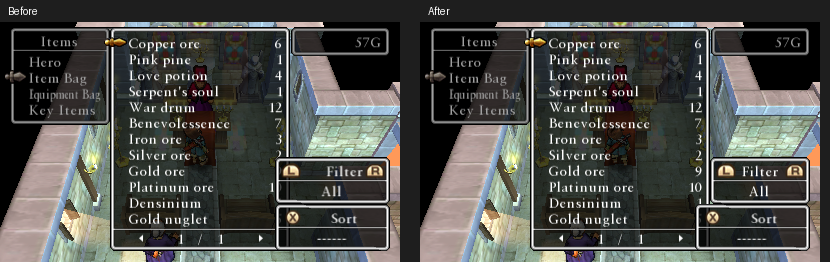 Before
Items
Hero
Item Bag
Equipment Bag
Key Items
Copper ore 6
Pink pine 1
Love potion 4
Serpent's soul 1
War drum 12
Benevolessence 7
Iron ore 3
Silver ore
Gold ore
Platinum ore 1
Densinium
Gold nuglet
1 / 1
57G
L Filter R
All
X Sort
------
After
Items
Hero
Item Bag
Equipment Bag
Key Items
Copper ore 6
Pink pine 1
Love potion 4
Serpent's soul 1
War drum 12
Benevolessence 7
Iron ore 3
Silver ore 2
Gold ore 9
Platinum ore 10
Densinium
Gold nuglet
1 / 1
57G
L Filter R
All
X Sort
------